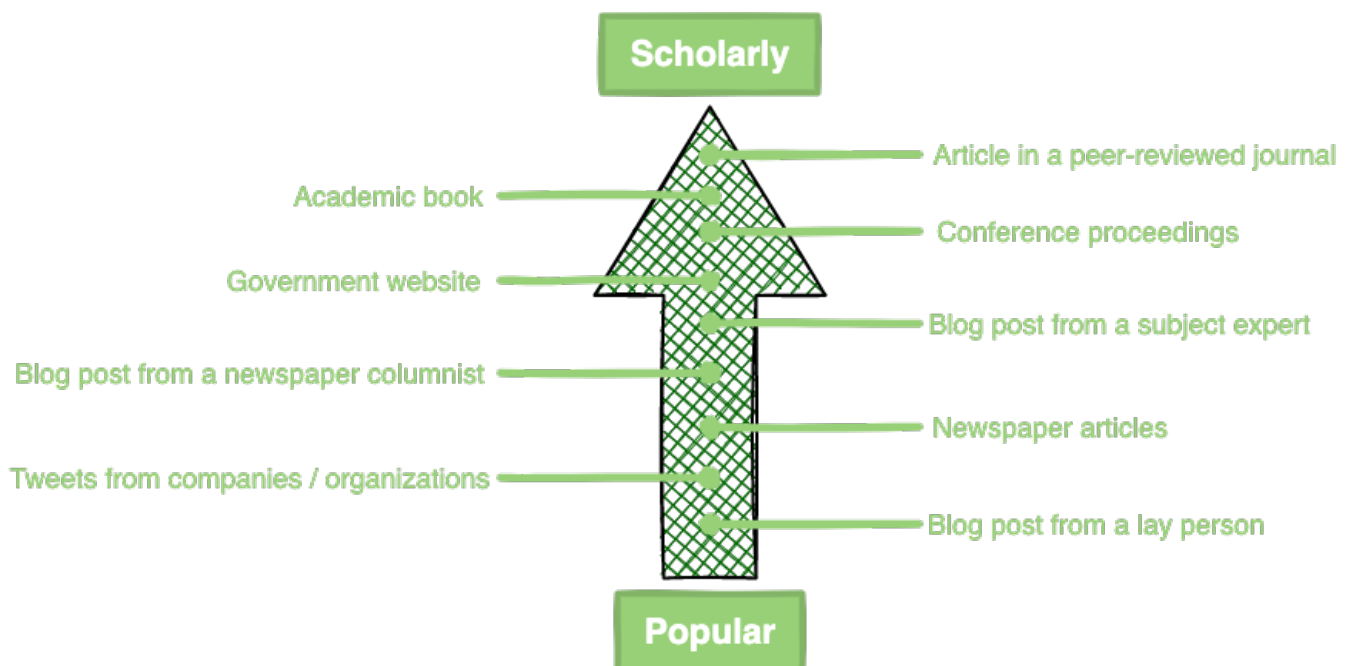 Scholarly
Article in a peer-reviewed journal
Academic book
Conference proceedings
Government website
Blog post from a subject expert
Blog post from a newspaper columnist
Newspaper articles
Tweets from companies / organizations
Blog post from a lay person
Popular